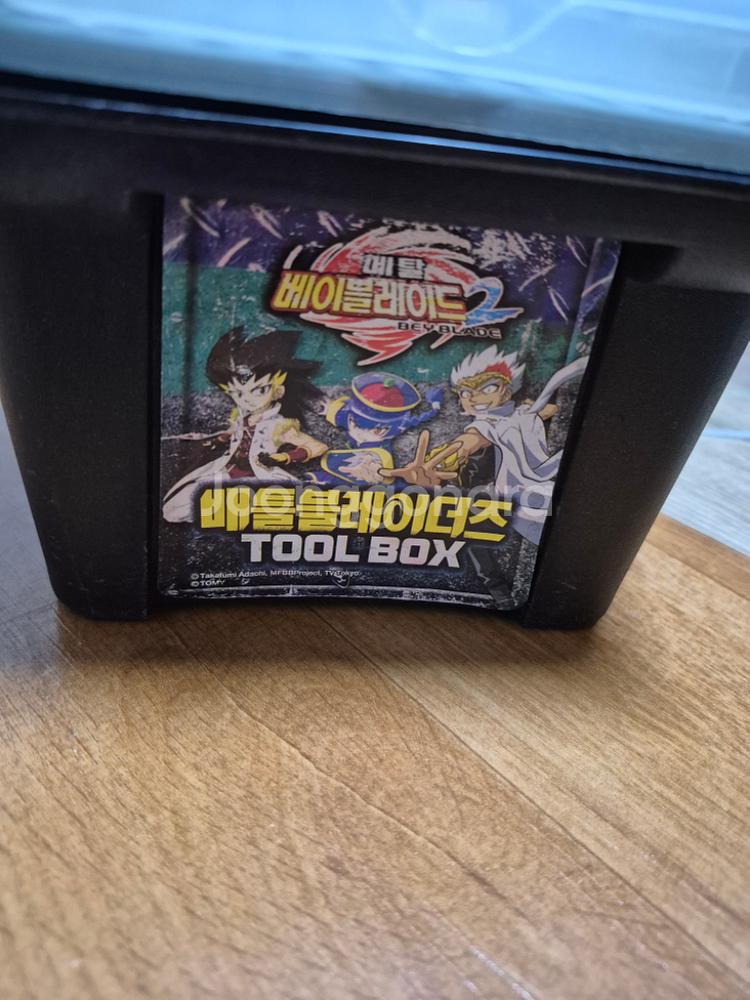 메탈
베이블레이드 2
BEYBLADE
배틀블레이더즈
TOOL BOX
Joonggonara
© Takafumi Adachi, MFBBProject, TV Tokyo
© TOMY